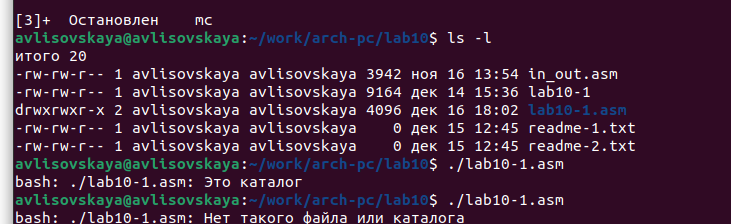 [3]+  Остановлен    mc
avlisovskaya@avlisovskaya:~/work/arch-pc/lab10$ ls -l
итого 20
-rw-rw-r-- 1 avlisovskaya avlisovskaya 3942 ноя 16 13:54 in_out.asm
-rw-rw-r-- 1 avlisovskaya avlisovskaya 9164 дек 14 15:36 lab10-1
drwxrwxr-x 2 avlisovskaya avlisovskaya 4096 дек 16 18:02 lab10-1.asm
-rw-rw-r-- 1 avlisovskaya avlisovskaya    0 дек 15 12:45 readme-1.txt
-rw-rw-r-- 1 avlisovskaya avlisovskaya    0 дек 15 12:45 readme-2.txt
avlisovskaya@avlisovskaya:~/work/arch-pc/lab10$ ./lab10-1.asm
bash: ./lab10-1.asm: Это каталог
avlisovskaya@avlisovskaya:~/work/arch-pc/lab10$ ./lab10-1.asm
bash: ./lab10-1.asm: Нет такого файла или каталога